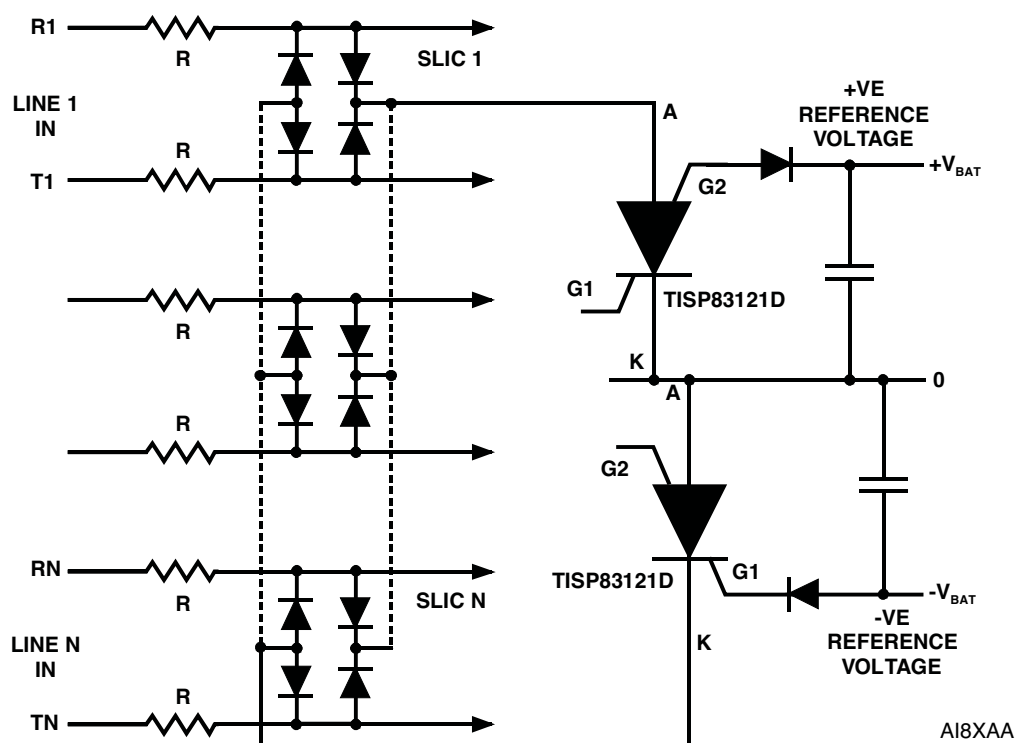 R1
R
SLIC 1
LINE 1
IN
R
T1
A
+VE
REFERENCE
VOLTAGE
G2
+VBAT
G1
TISP83121D
K
0
A
R
R
G2
TISP83121D
G1
-VBAT
-VE
REFERENCE
VOLTAGE
K
RN
R
SLIC N
LINE N
IN
R
TN
AI8XAA